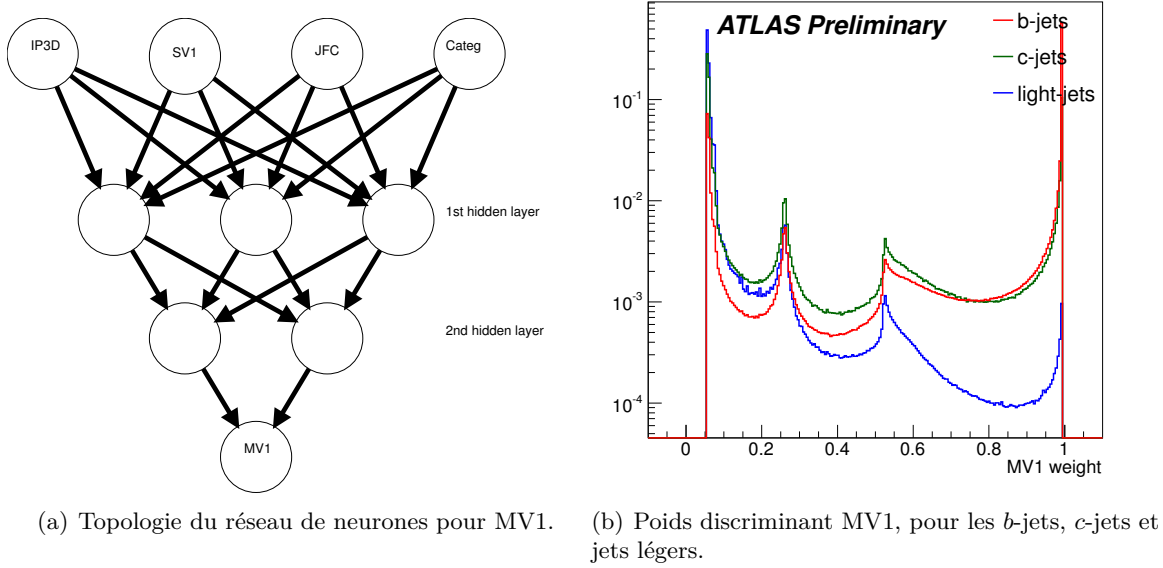 IP3D
SV1
JFC
Categ
1st hidden layer
2nd hidden layer
MV1
ATLAS Preliminary
b-jets
c-jets
light-jets
10⁻¹
10⁻²
10⁻³
10⁻⁴
0 0.2 0.4 0.6 0.8 1
MV1 weight
(a) Topologie du réseau de neurones pour MV1.
(b) Poids discriminant MV1, pour les b-jets, c-jets et
jets légers.